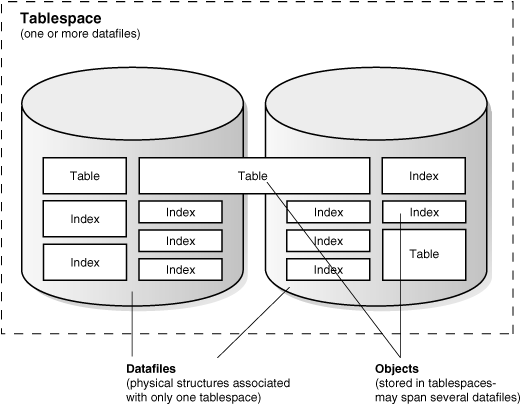 Tablespace
(one or more datafiles)
Table
Table
Index
Index
Index
Index
Index
Index
Index
Table
Index
Index
Index
Datafiles
(physical structures associated
with only one tablespace)
Objects
(stored in tablespaces-
may span several datafiles)